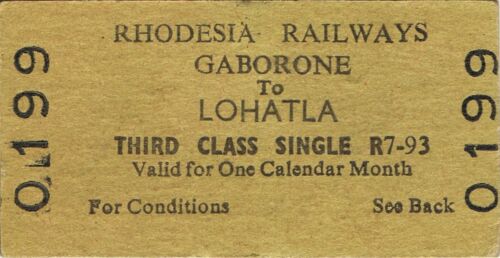 RHODESIA RAILWAYS
GABORONE
To
LOHATLA
THIRD CLASS SINGLE R7-93
Valid for One Calendar Month
For Conditions See Back
0199
0199